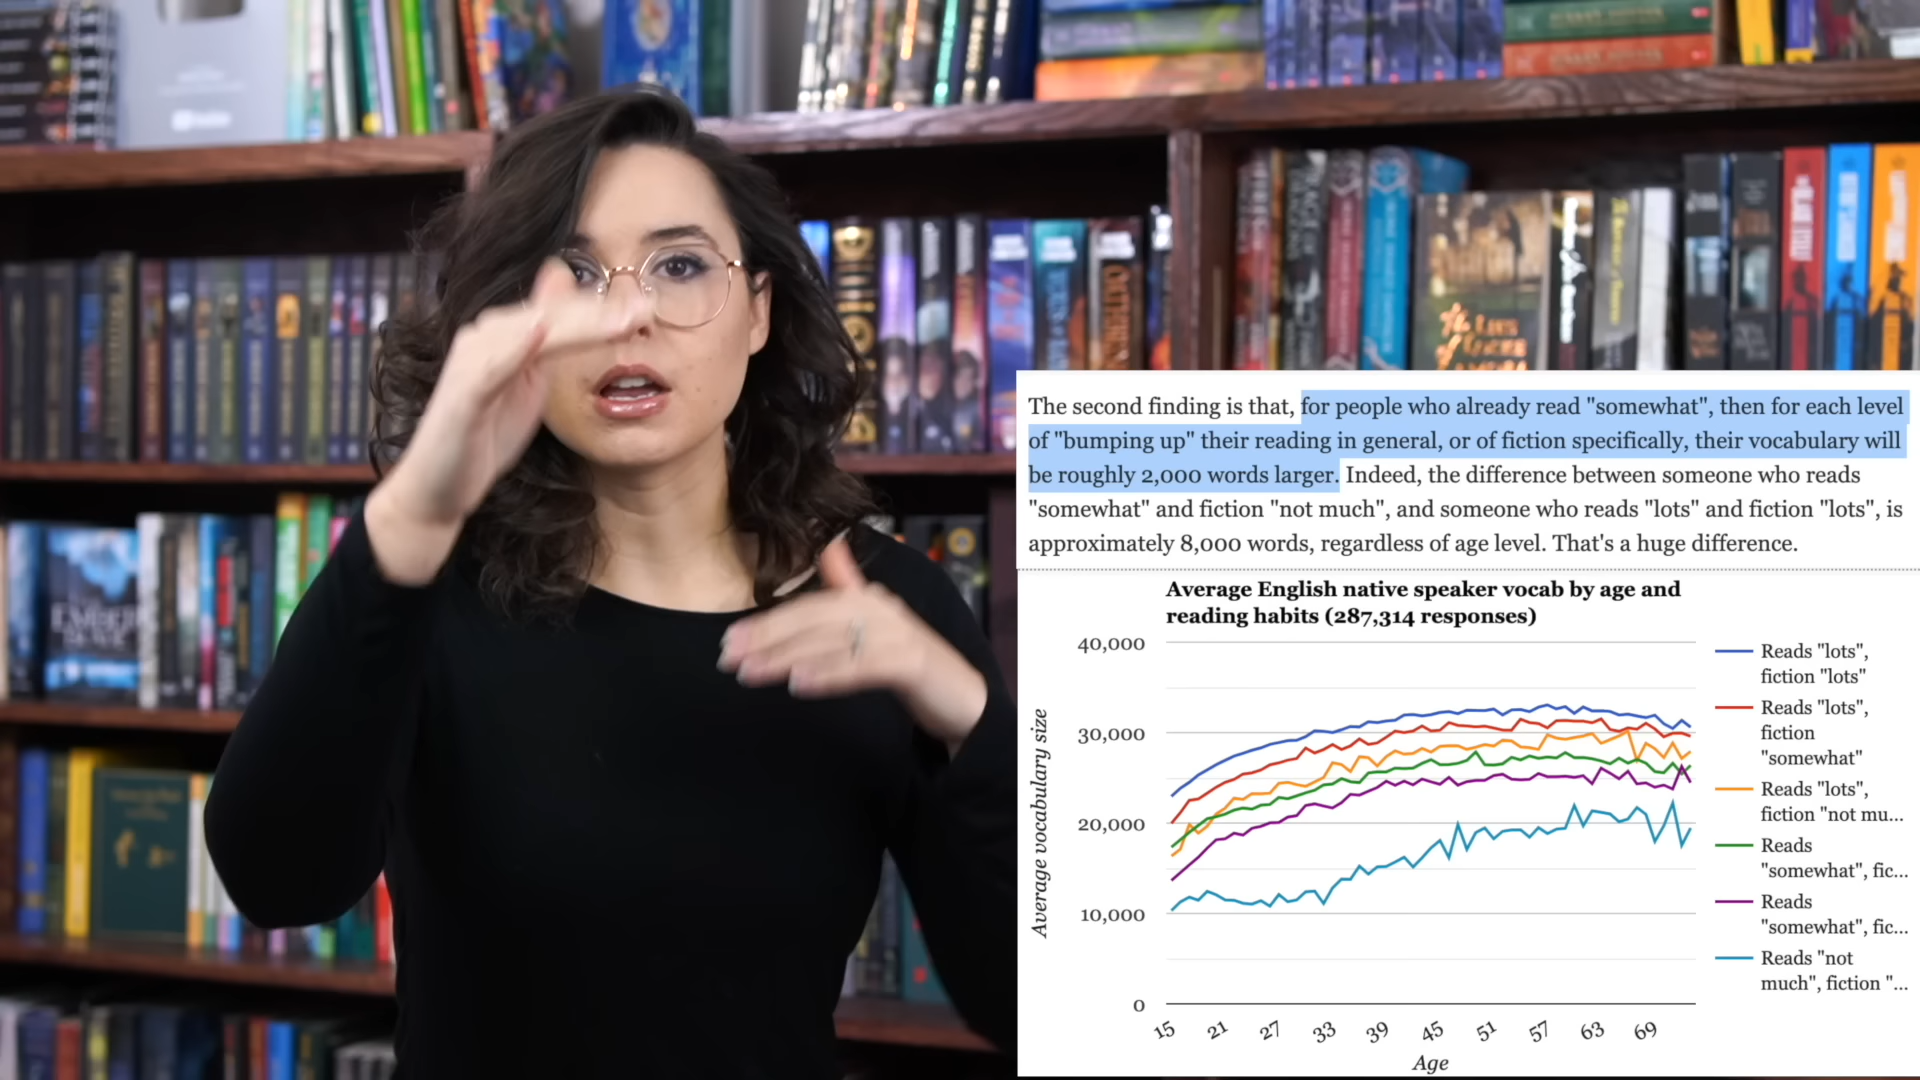 EMBER
The second finding is that, for people who already read "somewhat", then for each level
of "bumping up" their reading in general, or of fiction specifically, their vocabulary will
be roughly 2,000 words larger. Indeed, the difference between someone who reads
"somewhat" and fiction "not much", and someone who reads "lots" and fiction "lots", is
approximately 8,000 words, regardless of age level. That's a huge difference.
Average English native speaker vocab by age and
reading habits (287,314 responses)
Average vocabulary size
40,000
30,000
20,000
10,000
0
15 21 27 33 39 45 51 57 63 69
Age
Reads "lots",
fiction "lots"
Reads "lots",
fiction
"somewhat"
Reads "lots",
fiction "not mu...
Reads
"somewhat", fic...
Reads
"somewhat", fic...
Reads "not
much", fiction "...